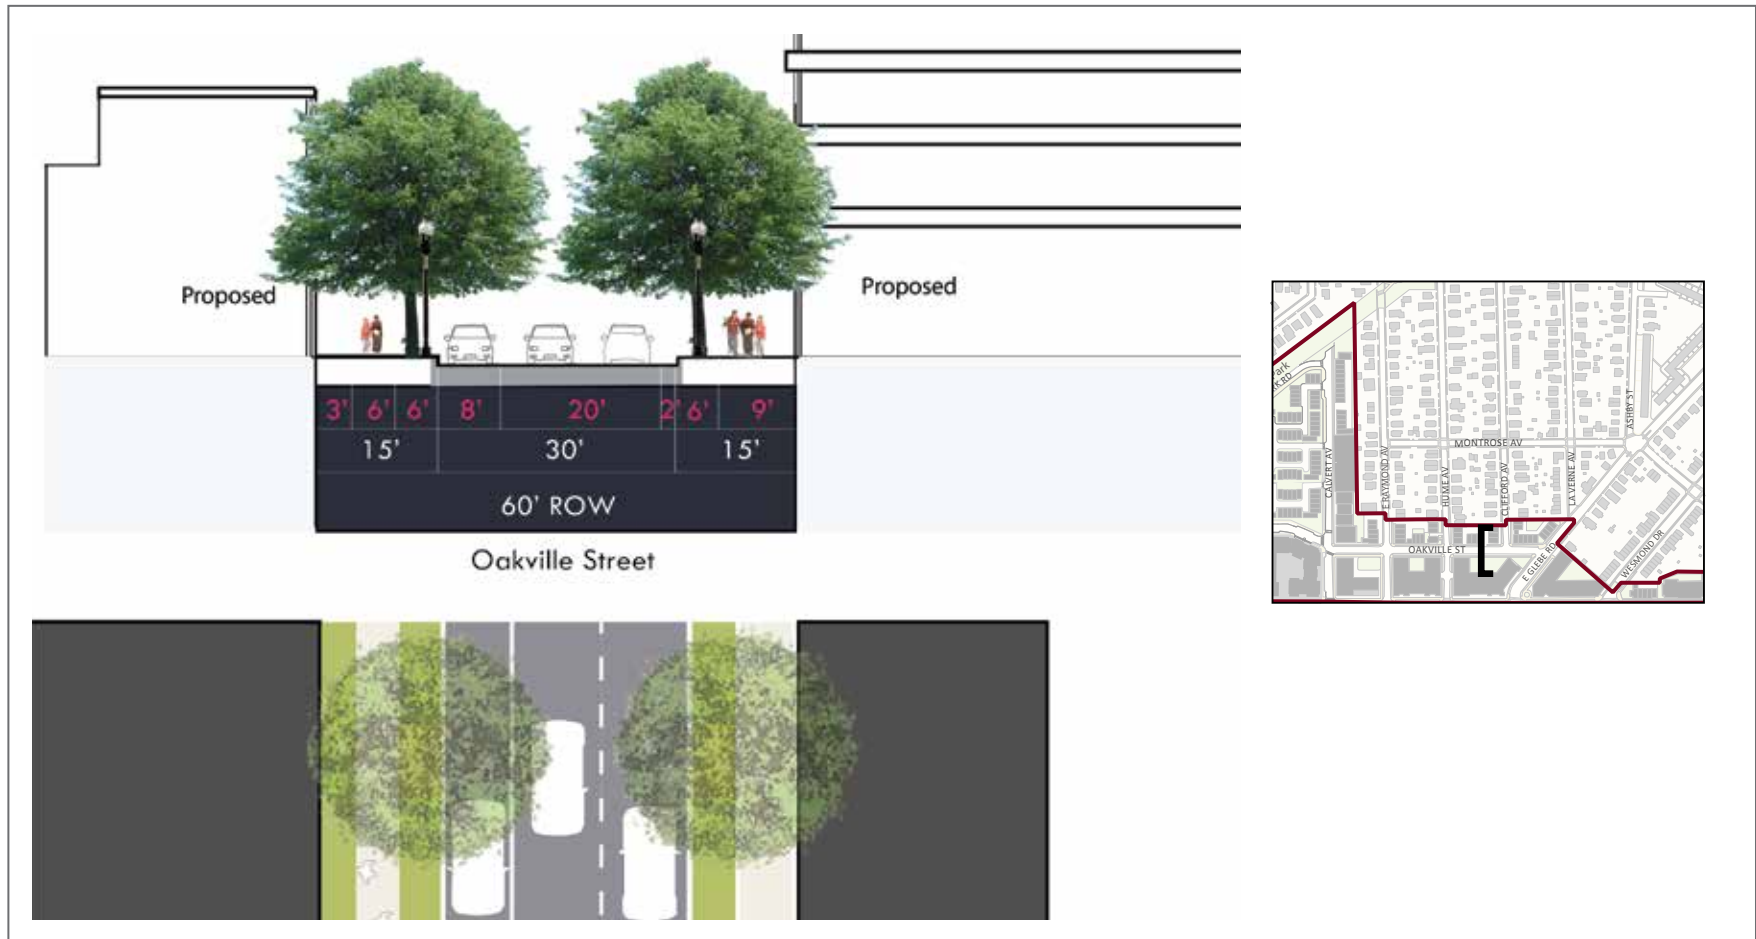 Proposed
Proposed
3' 6' 6' 8' 20' 2' 6' 9'
15' 30' 15'
60' ROW
Oakville Street
ark
K RD
CALVERT AV
E RAYMOND AV
HUME AV
MONTROSE AV
CLIFFORD AV
LA VERNE AV
ASHBY ST
OAKVILLE ST
E GLEBE RD
WESMOND DR